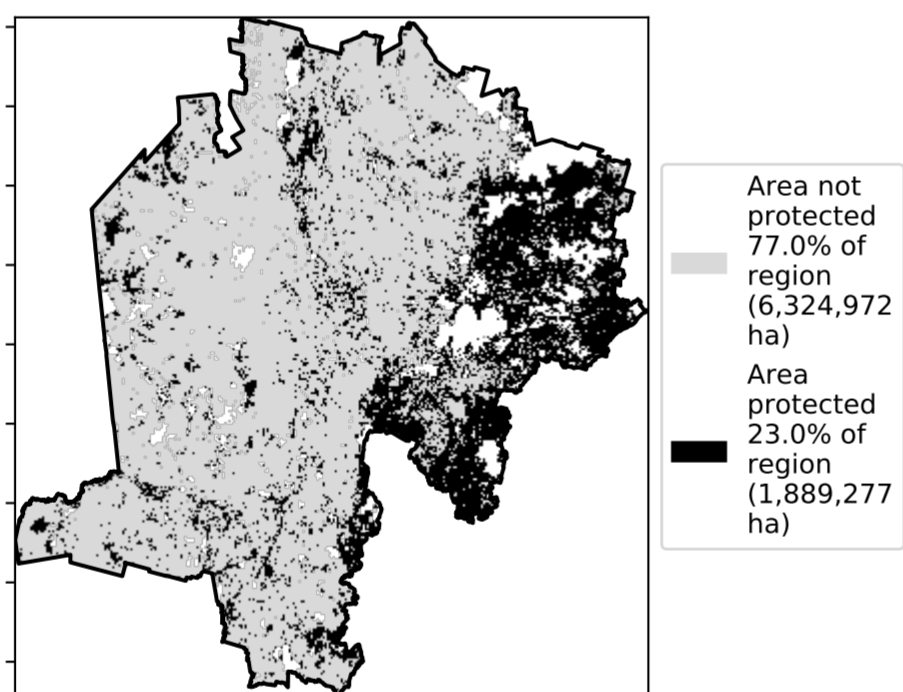 Area not
protected
77.0% of
region
(6,324,972
ha)
Area
protected
23.0% of
region
(1,889,277
ha)